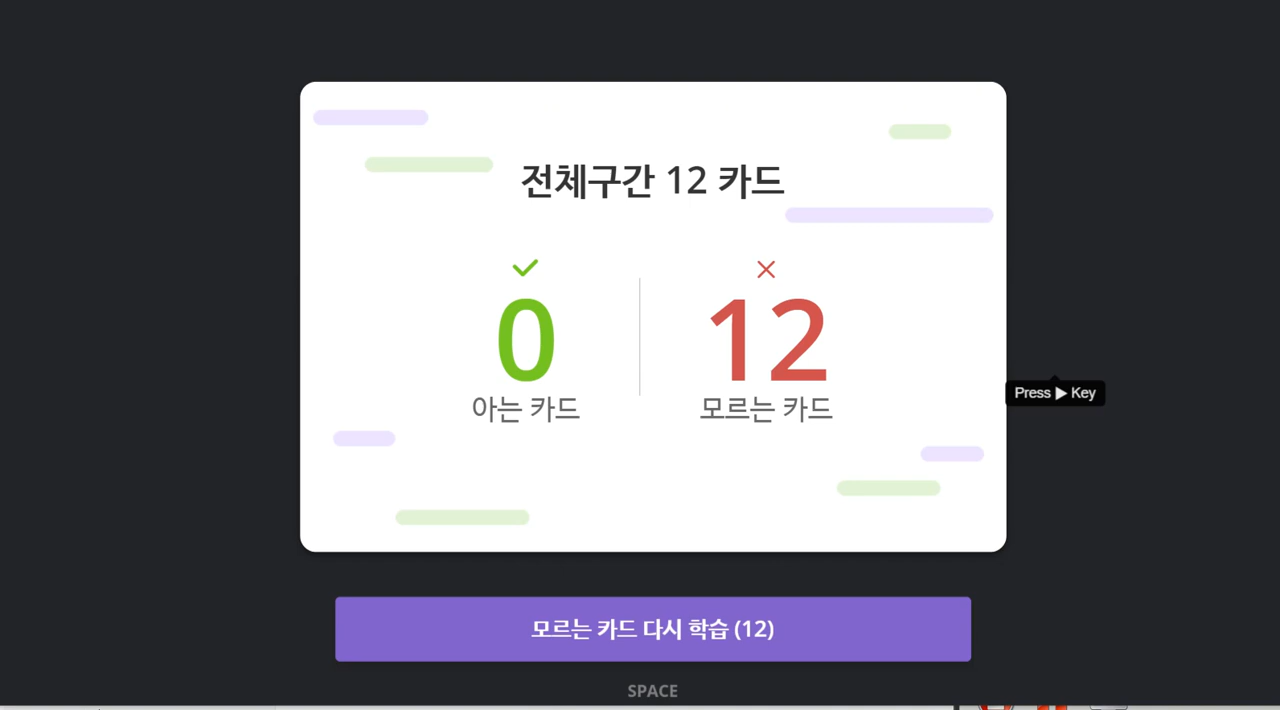 전체구간 12 카드
0
12
아는 카드
모르는 카드
Press ▶ Key
모르는 카드 다시 학습 (12)
SPACE